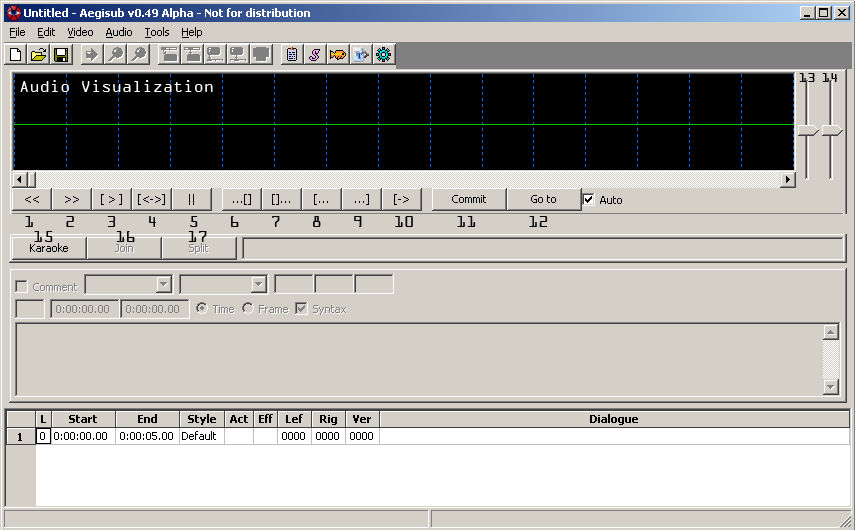 Untitled - Aegisub v0.49 Alpha - Not for distribution
File Edit Video Audio Tools Help
Audio Visualization
13 14
<< >> [ > ] [<->] || ...[] []... [... ...] [-> Commit Go to Auto
1 2 3 4 5 6 7 8 9 10 11 12
15 16 17
Karaoke Join Split
Comment
0:00:00.00 0:00:00.00 Time Frame Syntax
L Start End Style Act Eff Lef Rig Ver Dialogue
1 0 0:00:00.00 0:00:05.00 Default 0000 0000 0000